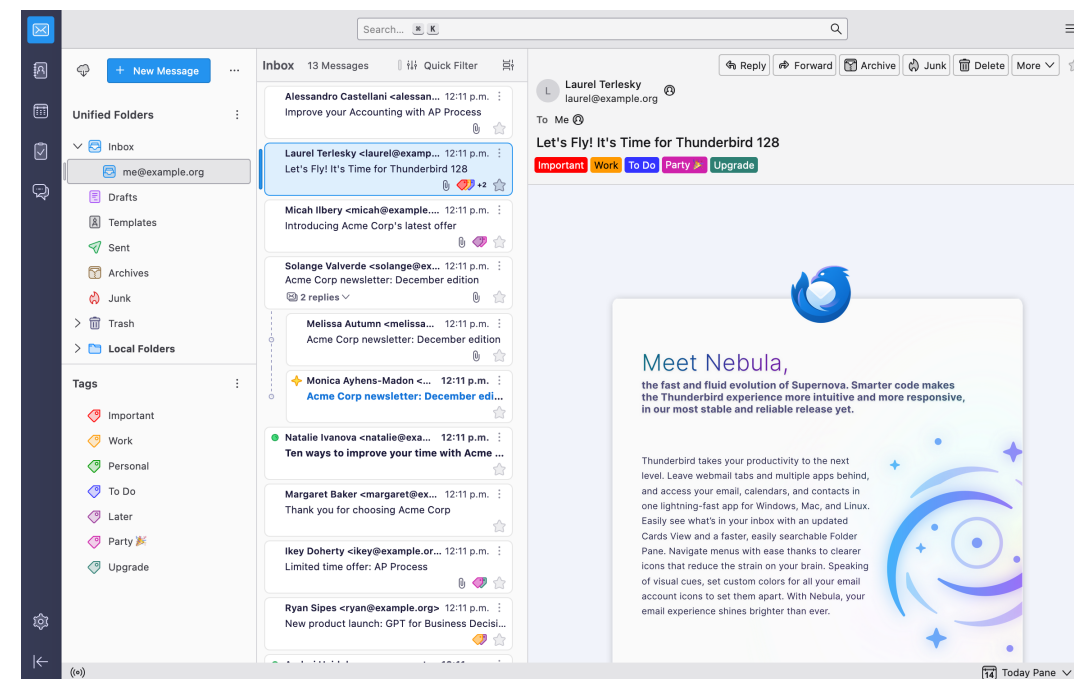 Search... ⌘ K
+ New Message
Unified Folders
Inbox
me@example.org
Drafts
Templates
Sent
Archives
Junk
Trash
Local Folders
Tags
Important
Work
Personal
To Do
Later
Party 🎉
Upgrade
Inbox 13 Messages Quick Filter
Alessandro Castellani <alessan... 12:11 p.m.
Improve your Accounting with AP Process
Laurel Terlesky <laurel@examp... 12:11 p.m.
Let's Fly! It's Time for Thunderbird 128
+2
Micah Ilbery <micah@example.... 12:11 p.m.
Introducing Acme Corp's latest offer
Solange Valverde <solange@ex... 12:11 p.m.
Acme Corp newsletter: December edition
2 replies
Melissa Autumn <melissa... 12:11 p.m.
Acme Corp newsletter: December edition
Monica Ayhens-Madon <... 12:11 p.m.
Acme Corp newsletter: December edi...
Natalie Ivanova <natalie@exa... 12:11 p.m.
Ten ways to improve your time with Acme ...
Margaret Baker <margaret@ex... 12:11 p.m.
Thank you for choosing Acme Corp
Ikey Doherty <ikey@example.or... 12:11 p.m.
Limited time offer: AP Process
Ryan Sipes <ryan@example.org> 12:11 p.m.
New product launch: GPT for Business Decisi...
Reply Forward Archive Junk Delete More
L
Laurel Terlesky
laurel@example.org
To Me
Let's Fly! It's Time for Thunderbird 128
Important Work To Do Party 🎉 Upgrade
Meet Nebula,
the fast and fluid evolution of Supernova. Smarter code makes
the Thunderbird experience more intuitive and more responsive,
in our most stable and reliable release yet.
Thunderbird takes your productivity to the next
level. Leave webmail tabs and multiple apps behind,
and access your email, calendars, and contacts in
one lightning-fast app for Windows, Mac, and Linux.
Easily see what's in your inbox with an updated
Cards View and a faster, easily searchable Folder
Pane. Navigate menus with ease thanks to clearer
icons that reduce the strain on your brain. Speaking
of visual cues, set custom colors for all your email
account icons to set them apart. With Nebula, your
email experience shines brighter than ever.
14 Today Pane